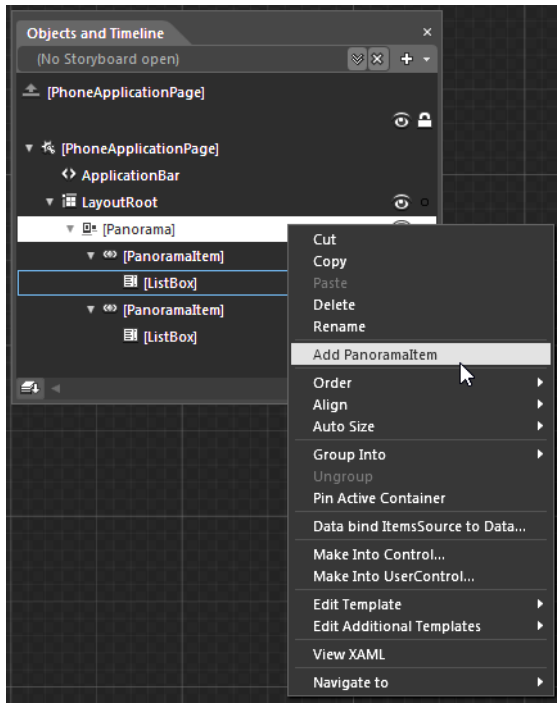 Objects and Timeline
(No Storyboard open)
[PhoneApplicationPage]
[PhoneApplicationPage]
ApplicationBar
LayoutRoot
[Panorama]
[PanoramaItem]
[ListBox]
[PanoramaItem]
[ListBox]
Cut
Copy
Paste
Delete
Rename
Add PanoramaItem
Order
Align
Auto Size
Group Into
Ungroup
Pin Active Container
Data bind ItemsSource to Data...
Make Into Control...
Make Into UserControl...
Edit Template
Edit Additional Templates
View XAML
Navigate to